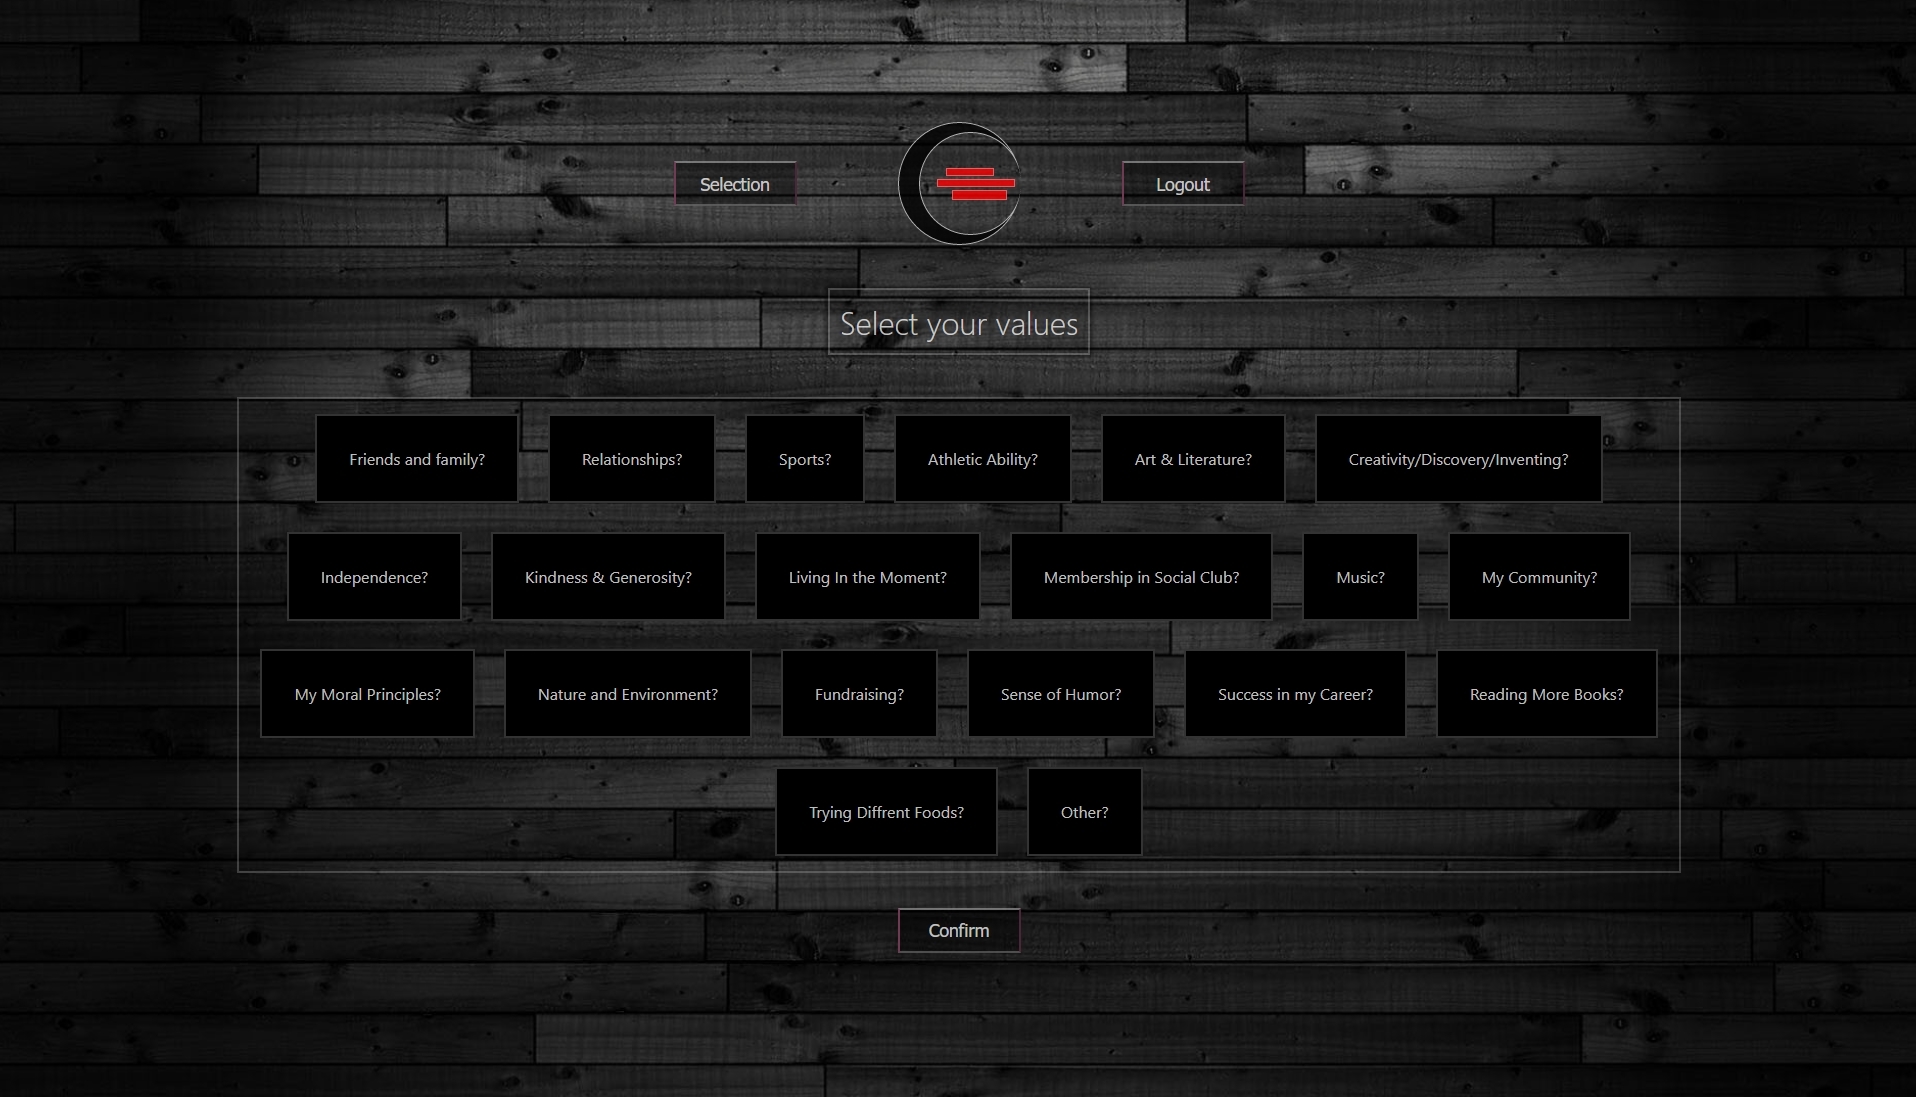 Selection
Logout
Select your values
Friends and family?
Relationships?
Sports?
Athletic Ability?
Art & Literature?
Creativity/Discovery/Inventing?
Independence?
Kindness & Generosity?
Living In the Moment?
Membership in Social Club?
Music?
My Community?
My Moral Principles?
Nature and Environment?
Fundraising?
Sense of Humor?
Success in my Career?
Reading More Books?
Trying Diffrent Foods?
Other?
Confirm